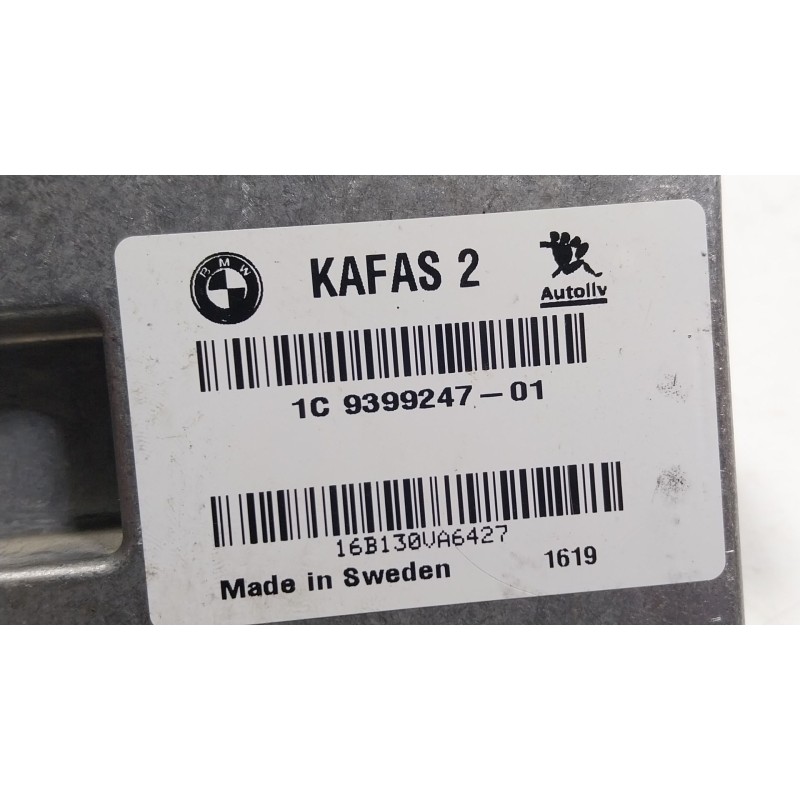 BMW
KAFAS 2
Autoliv
1C 9399247-01
16B130VA6427
Made in Sweden 1619